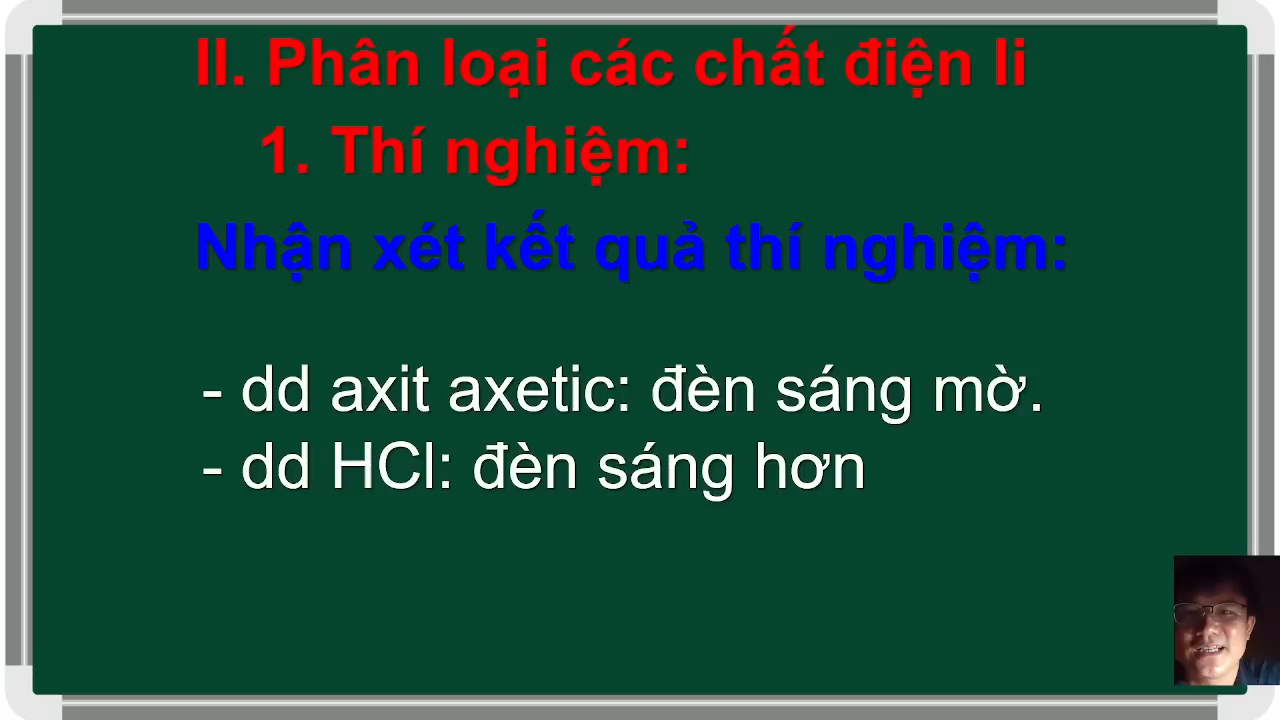 II. Phân loại các chất điện li
1. Thí nghiệm:
Nhận xét kết quả thí nghiệm:
- dd axit axetic: đèn sáng mờ.
- dd HCl: đèn sáng hơn